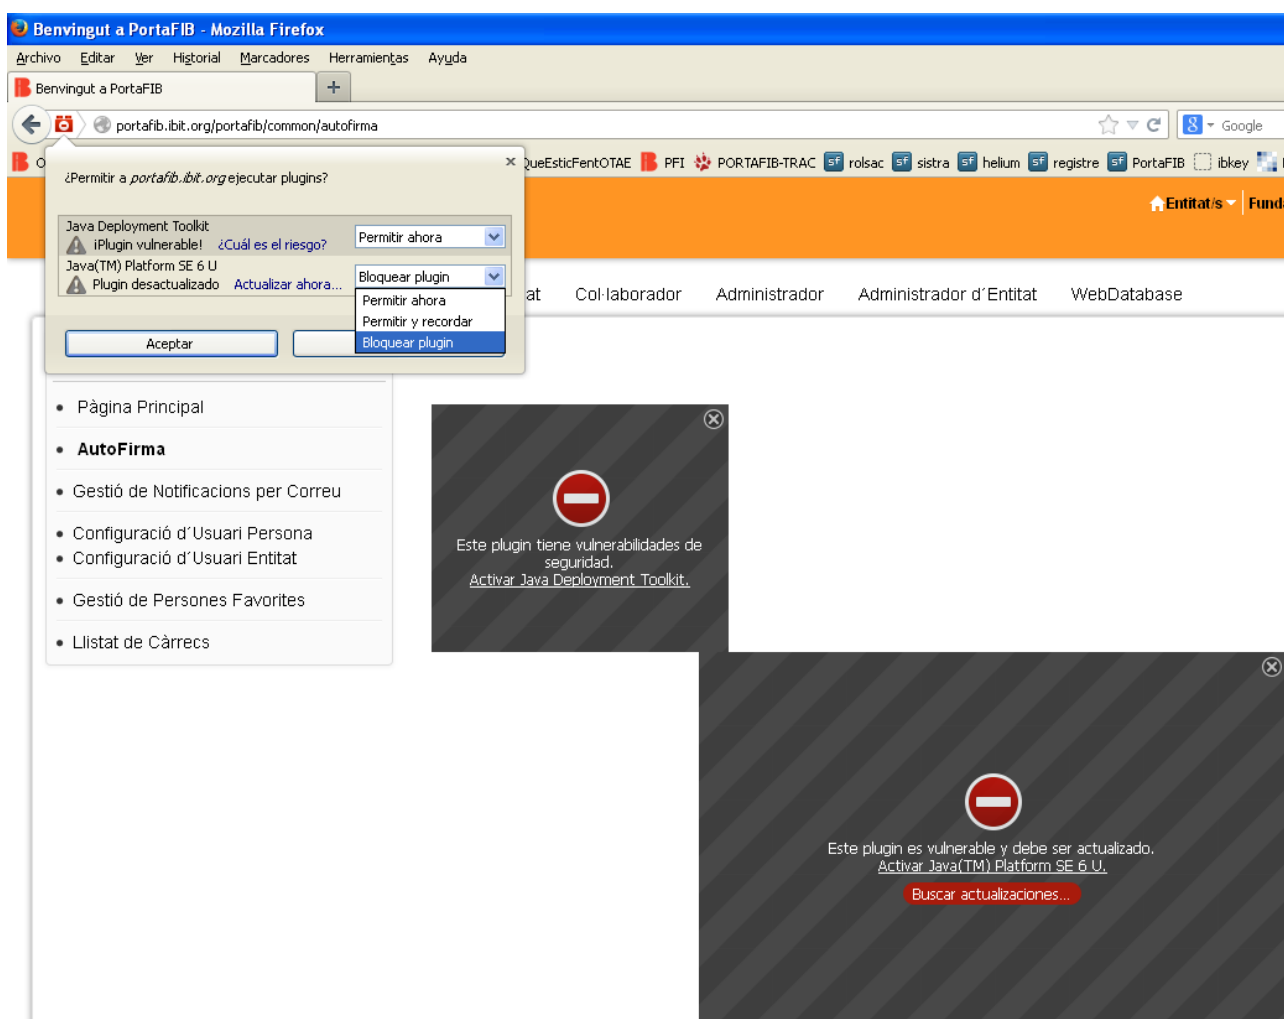 Benvingut a PortaFIB - Mozilla Firefox
Archivo Editar Ver Historial Marcadores Herramientas Ayuda
Benvingut a PortaFIB +
portafib.ibit.org/portafib/common/autofirma Google
QueEsticFentOTAE PFI PORTAFIB-TRAC sf rolsac sf sistra sf helium sf registre sf PortaFIB ibkey
¿Permitir a portafib.ibit.org ejecutar plugins?
Java Deployment Toolkit
¡Plugin vulnerable! ¿Cuál es el riesgo? Permitir ahora
Java(TM) Platform SE 6 U
Plugin desactualizado Actualizar ahora... Bloquear plugin
Permitir ahora
Permitir y recordar
Bloquear plugin
Aceptar
Entitat/s
at Col·laborador Administrador Administrador d´Entitat WebDatabase
Pàgina Principal
AutoFirma
Gestió de Notificacions per Correu
Configuració d´Usuari Persona
Configuració d´Usuari Entitat
Gestió de Persones Favorites
Llistat de Càrrecs
Este plugin tiene vulnerabilidades de
seguridad.
Activar Java Deployment Toolkit.
Este plugin es vulnerable y debe ser actualizado.
Activar Java(TM) Platform SE 6 U.
Buscar actualizaciones...